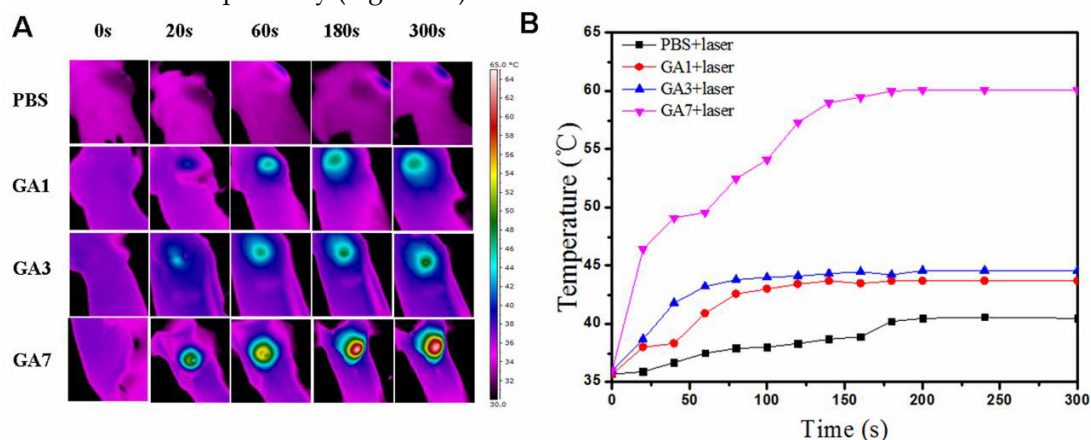 A 0s 20s 60s 180s 300s
PBS
GA1
GA3
GA7
65.0 °C
64
62
60
58
56
54
52
50
48
46
44
42
40
38
36
34
32
30.0
B
PBS+laser
GA1+laser
GA3+laser
GA7+laser
Temperature (℃)
65
60
55
50
45
40
35
0 50 100 150 200 250 300
Time (s)